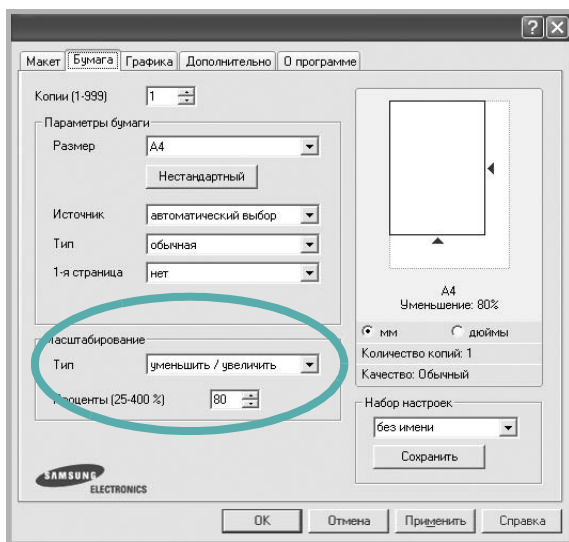 Макет Бумага Графика Дополнительно О программе
Копии (1-999) 1
Параметры бумаги
Размер A4
Нестандартный
Источник автоматический выбор
Тип обычная
1-я страница нет
Масштабирование
Тип уменьшить / увеличить
Проценты (25-400 %) 80
A4
Уменьшение: 80%
мм дюймы
Количество копий: 1
Качество: Обычный
Набор настроек
без имени
Сохранить
SAMSUNG
ELECTRONICS
OK Отмена Применить Справка